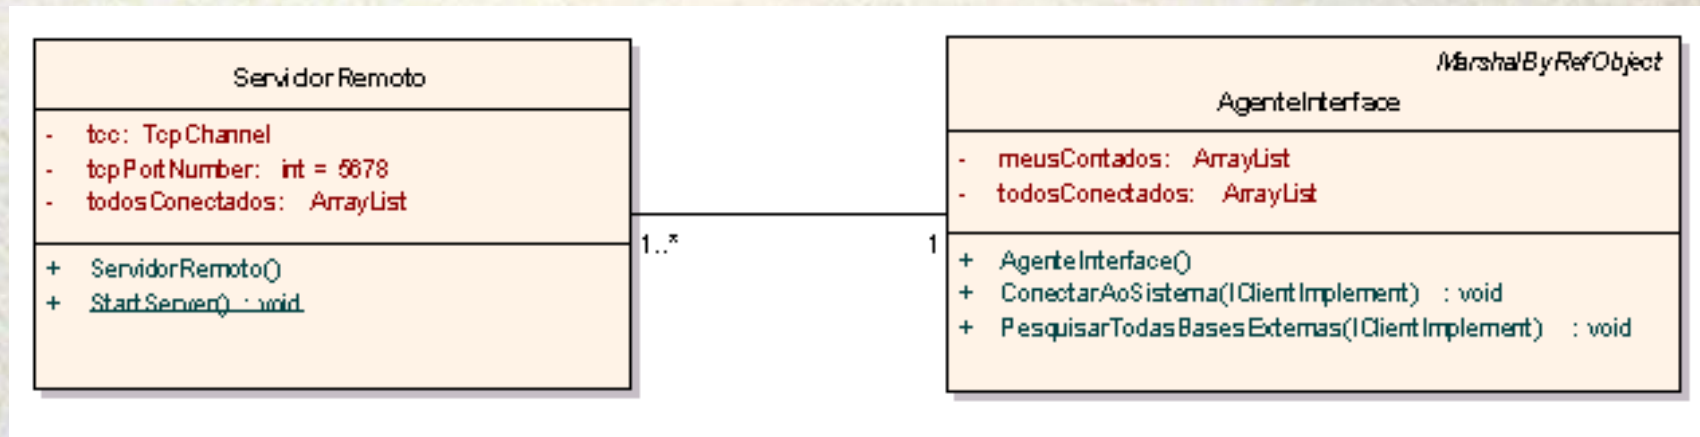 ServidorRemoto
- tcc: TcpChannel
- tcpPortNumber: int = 5678
- todosConectados: ArrayList
+ ServidorRemoto()
+ StartServer() : void
1..*
1
MarshalByRefObject
AgenteInterface
- meusContados: ArrayList
- todosConectados: ArrayList
+ AgenteInterface()
+ ConectarAoSistema(IClientImplement) : void
+ PesquisarTodasBasesExternas(IClientImplement) : void